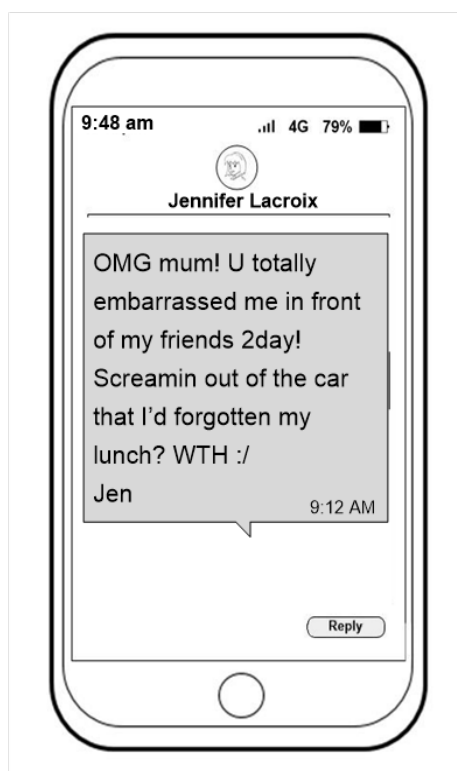 9:48 am 4G 79%
Jennifer Lacroix
OMG mum! U totally
embarrassed me in front
of my friends 2day!
Screamin out of the car
that I'd forgotten my
lunch? WTH :/
Jen
9:12 AM
Reply